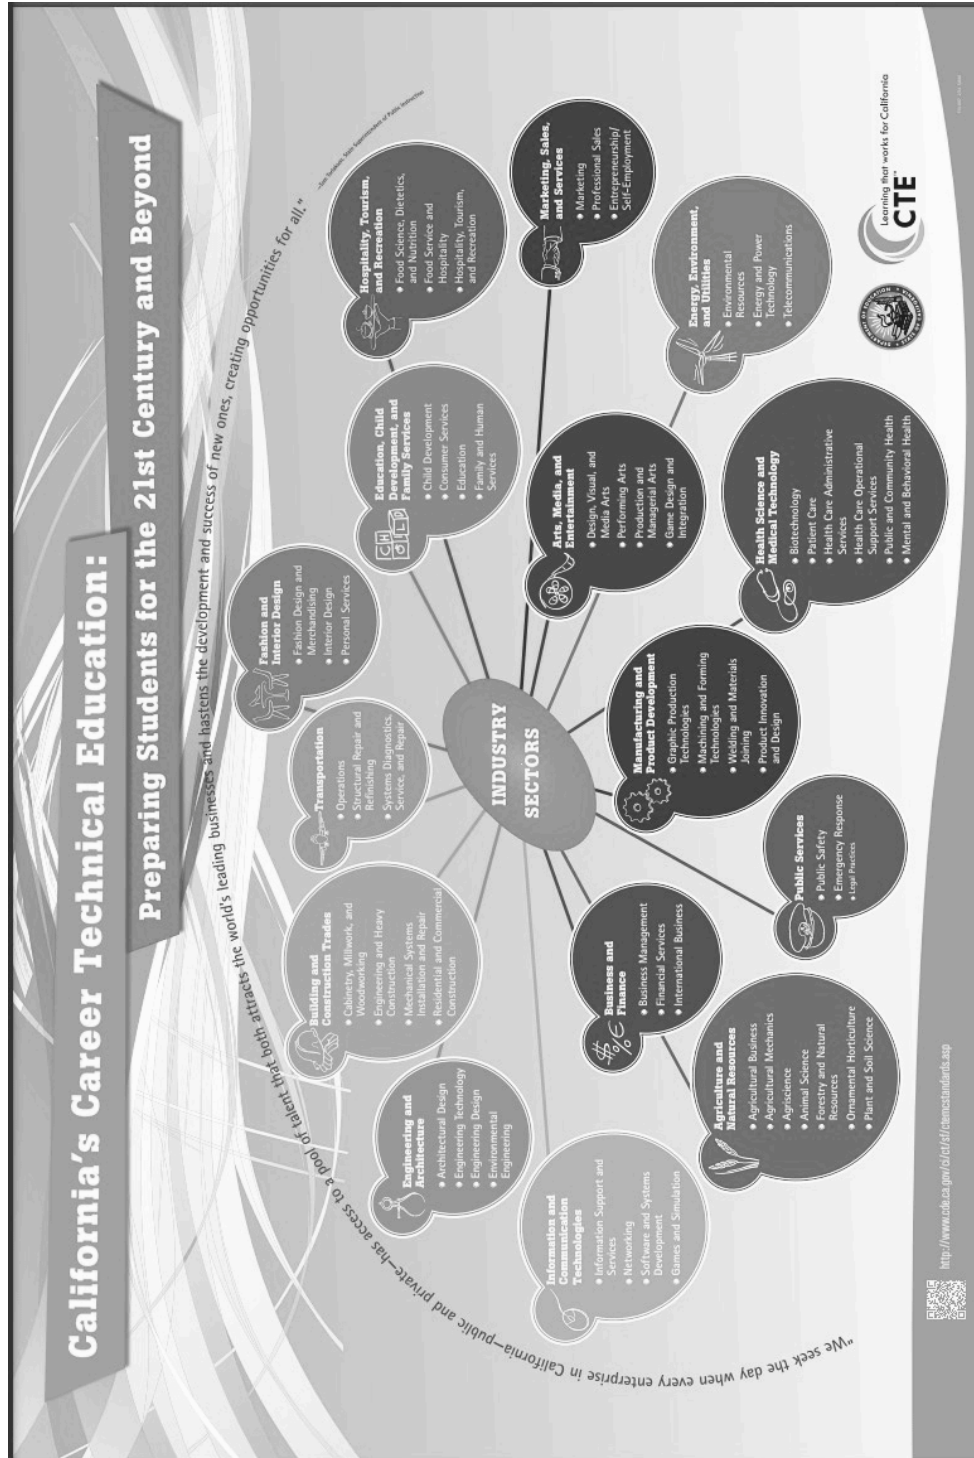 California's Career Technical Education:
Preparing Students for the 21st Century and Beyond
"We seek the day when every enterprise in California—public and private—has access to a pool of talent that both attracts the world's leading businesses and hastens the development and success of new ones, creating opportunities for all."
—Tom Torlakson, State Superintendent of Public Instruction
INDUSTRY
SECTORS
Information and
Communication
Technologies
• Information Support and
Services
• Networking
• Software and Systems
Development
• Games and Simulation
Engineering and
Architecture
• Architectural Design
• Engineering Technology
• Engineering Design
• Environmental
Engineering
Building and
Construction Trades
• Cabinetry, Millwork, and
Woodworking
• Engineering and Heavy
Construction
• Mechanical Systems
Installation and Repair
• Residential and Commercial
Construction
Transportation
• Operations
• Structural Repair and
Refinishing
• Systems Diagnostics,
Service, and Repair
Fashion and
Interior Design
• Fashion Design and
Merchandising
• Interior Design
• Personal Services
CH
LD
Education, Child
Development, and
Family Services
• Child Development
• Consumer Services
• Education
• Family and Human
Services
Hospitality, Tourism,
and Recreation
• Food Science, Dietetics,
and Nutrition
• Food Service and
Hospitality
• Hospitality, Tourism,
and Recreation
Marketing, Sales,
and Services
• Marketing
• Professional Sales
• Entrepreneurship/
Self-Employment
Energy, Environment,
and Utilities
• Environmental
Resources
• Energy and Power
Technology
• Telecommunications
Arts, Media, and
Entertainment
• Design, Visual, and
Media Arts
• Performing Arts
• Production and
Managerial Arts
• Game Design and
Integration
Health Science and
Medical Technology
• Biotechnology
• Patient Care
• Health Care Administrative
Services
• Health Care Operational
Support Services
• Public and Community Health
• Mental and Behavioral Health
Manufacturing and
Product Development
• Graphic Production
Technologies
• Machining and Forming
Technologies
• Welding and Materials
Joining
• Product Innovation
and Design
Public Services
• Public Safety
• Emergency Response
• Legal Practices
$%€
Business and
Finance
• Business Management
• Financial Services
• International Business
Agriculture and
Natural Resources
• Agricultural Business
• Agricultural Mechanics
• Agriscience
• Animal Science
• Forestry and Natural
Resources
• Ornamental Horticulture
• Plant and Soil Science
http://www.cde.ca.gov/ci/ct/sf/ctemcstandards.asp
DEPARTMENT OF EDUCATION
Learning that works for California
CTE™